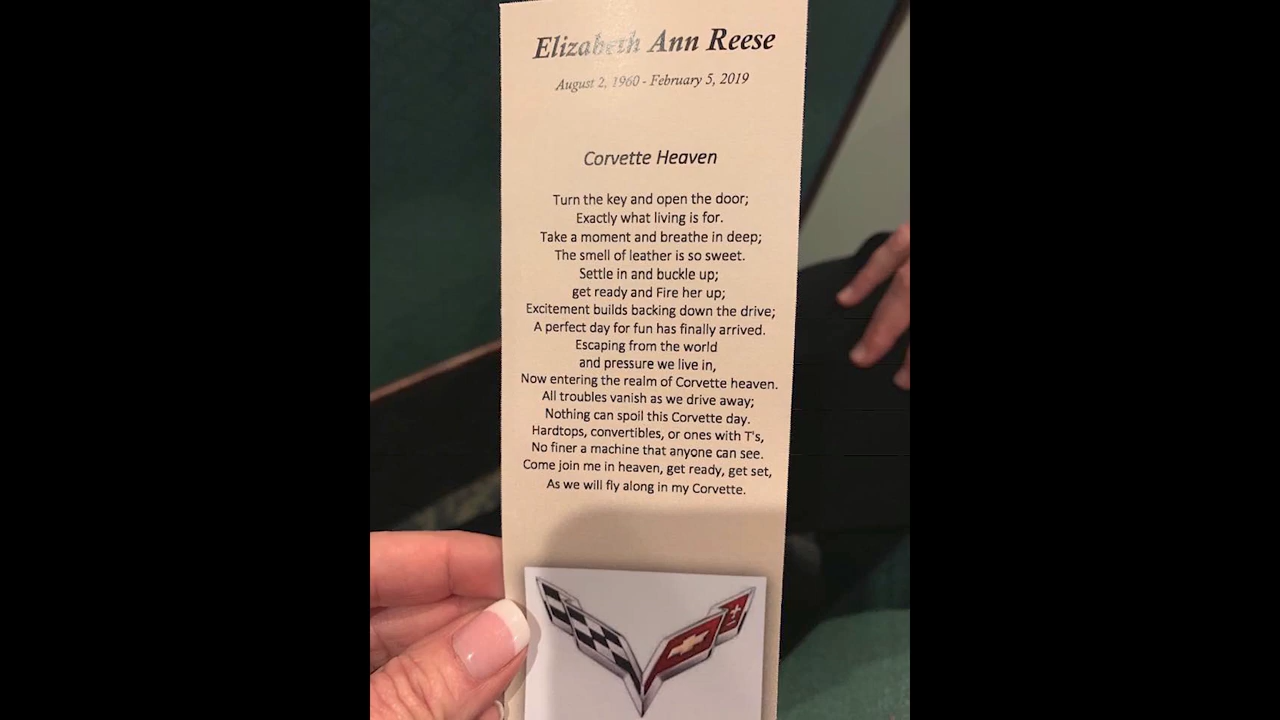 Elizabeth Ann Reese
August 2, 1960 - February 5, 2019
Corvette Heaven
Turn the key and open the door;
Exactly what living is for.
Take a moment and breathe in deep;
The smell of leather is so sweet.
Settle in and buckle up;
get ready and Fire her up;
Excitement builds backing down the drive;
A perfect day for fun has finally arrived.
Escaping from the world
and pressure we live in,
Now entering the realm of Corvette heaven.
All troubles vanish as we drive away;
Nothing can spoil this Corvette day.
Hardtops, convertibles, or ones with T's,
No finer a machine that anyone can see.
Come join me in heaven, get ready, get set,
As we will fly along in my Corvette.